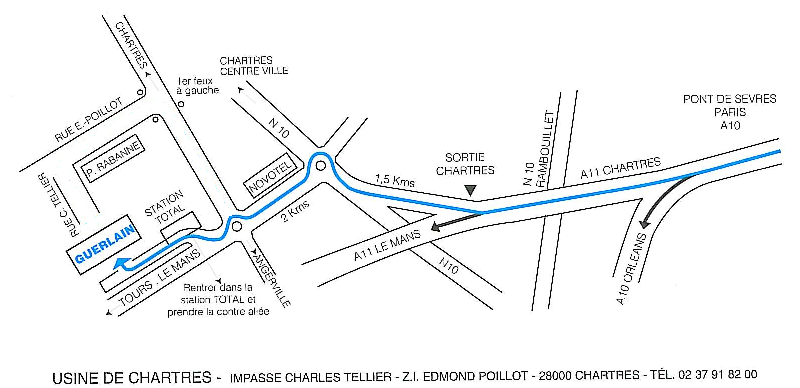 CHARTRES
1er feux
à gauche
CHARTRES
CENTRE VILLE
N 10
RUE E-POILLOT
P-RABANNE
RUE C.TELLIER
STATION
TOTAL
GUERLAIN
NOVOTEL
2 Kms
1,5 Kms
SORTIE
CHARTRES
N 10
RAMBOUILLET
A11 CHARTRES
PONT DE SEVRES
PARIS
A10
A11 LE MANS
N10
A10 ORLEANS
TOURS . LE MANS
ANGERVILLE
Rentrer dans la
station TOTAL et
prendre la contre al·ée
USINE DE CHARTRES - IMPASSE CHARLES TELLIER - Z.I. EDMOND POILLOT - 28000 CHARTRES - TÉL. 02 37 91 82 00